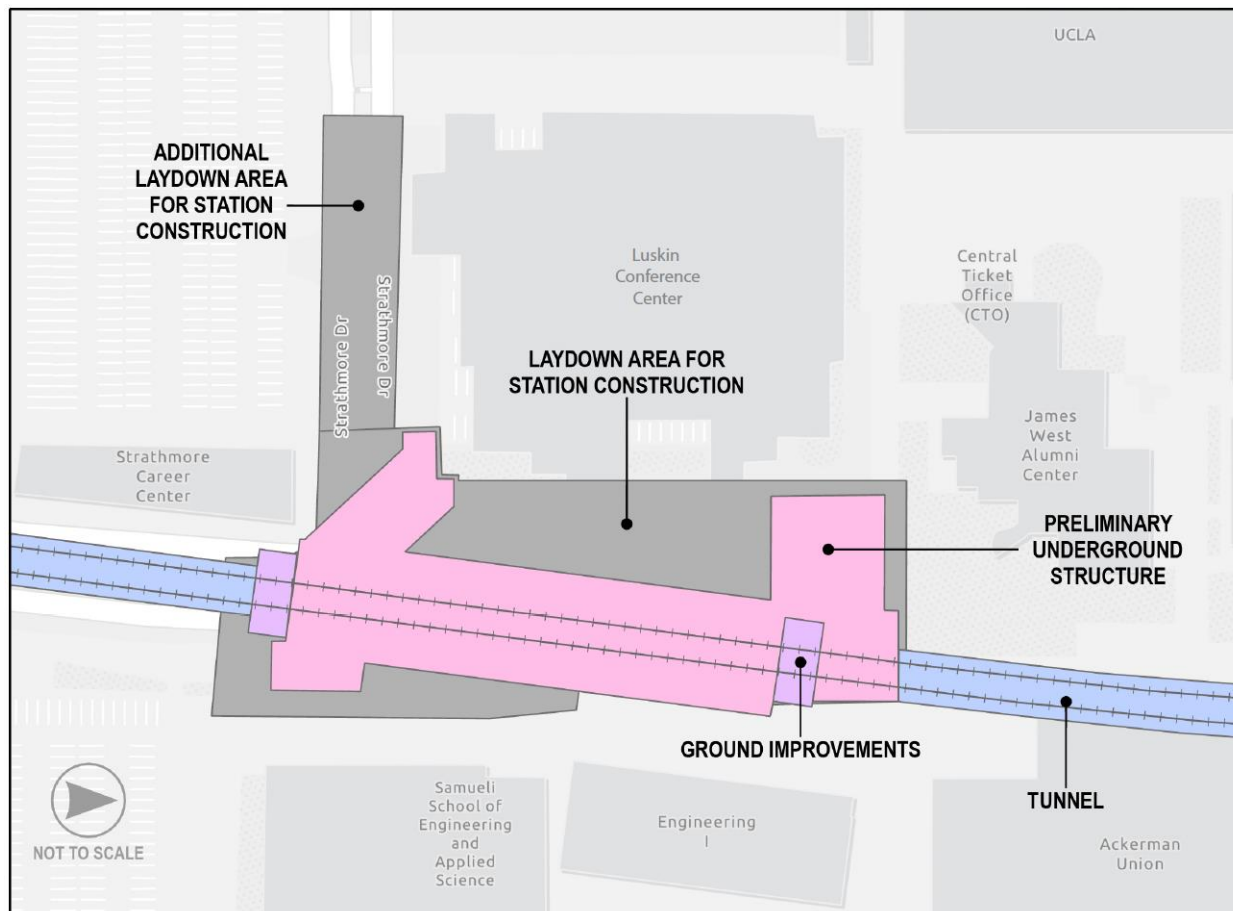 UCLA
ADDITIONAL
LAYDOWN AREA
FOR STATION
CONSTRUCTION
Luskin
Conference
Center
Central
Ticket
Office
(CTO)
Strathmore Dr
Strathmore Dr
LAYDOWN AREA FOR
STATION CONSTRUCTION
James
West
Alumni
Center
Strathmore
Career
Center
PRELIMINARY
UNDERGROUND
STRUCTURE
GROUND IMPROVEMENTS
TUNNEL
Samueli
School of
Engineering
and
Applied
Science
Engineering
I
Ackerman
Union
NOT TO SCALE